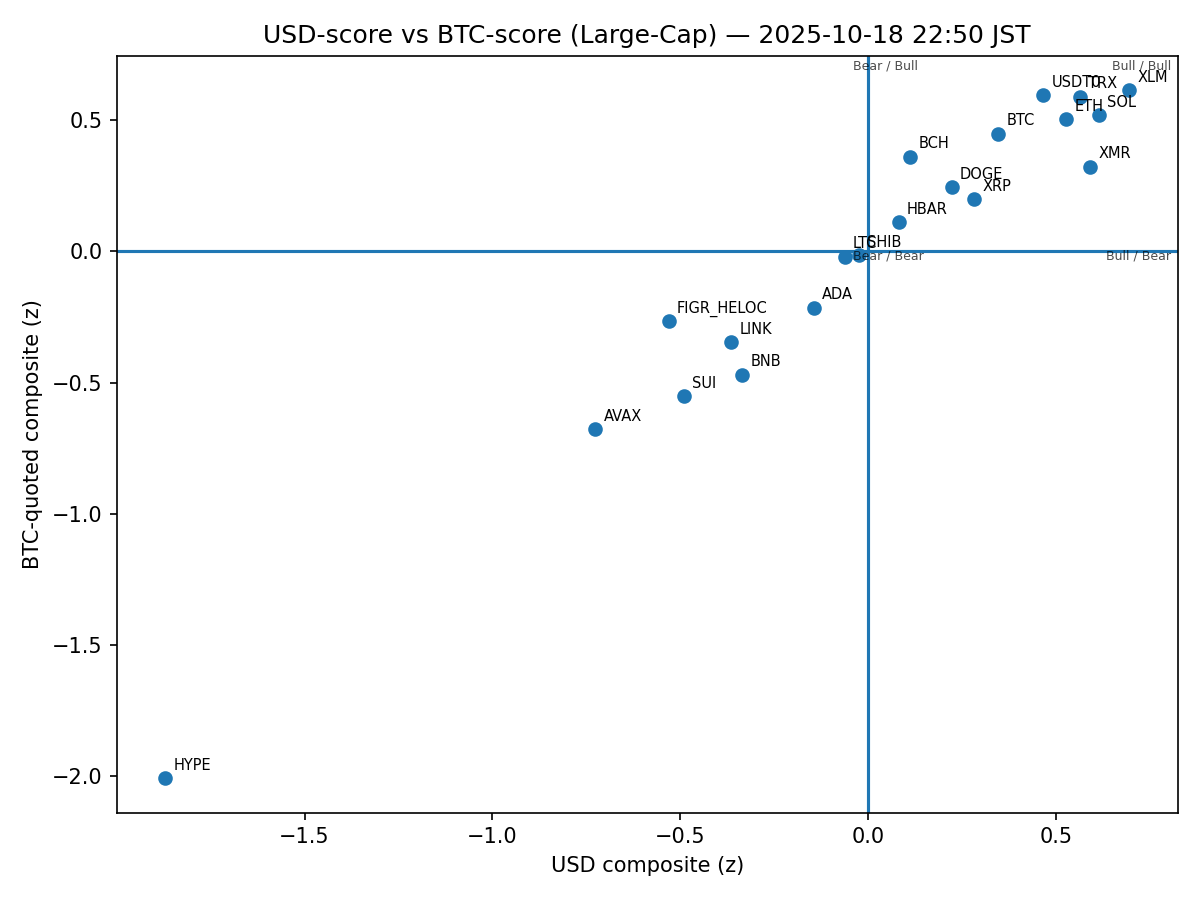 USD-score vs BTC-score (Large-Cap) — 2025-10-18 22:50 JST
Bear / Bull
Bull / Bull
XLM
USDT0
TRX
SOL
ETH
BTC
BCH
XMR
DOGE
XRP
HBAR
LTC
SHIB
Bear / Bear
Bull / Bear
ADA
FIGR_HELOC
LINK
BNB
SUI
AVAX
HYPE
0.5
0.0
−0.5
−1.0
−1.5
−2.0
BTC-quoted composite (z)
−1.5
−1.0
−0.5
0.0
0.5
USD composite (z)